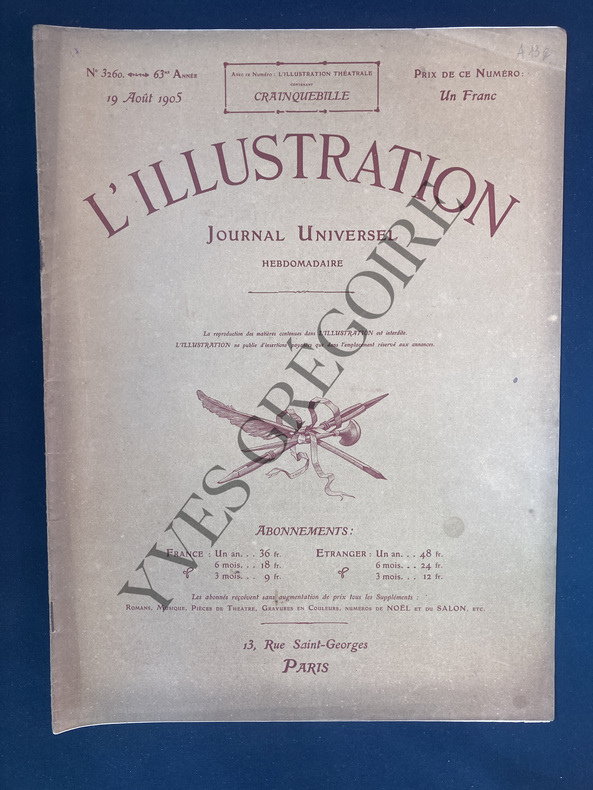 A 138
N° 3260. 63me Année
19 Août 1905
Avec ce Numéro : L'ILLUSTRATION THÉATRALE
contenant
CRAINQUEBILLE
Prix de ce Numéro:
Un Franc
L'ILLUSTRATION
Journal Universel
HEBDOMADAIRE
La reproduction des matières contenues dans L'ILLUSTRATION est interdite.
L'ILLUSTRATION ne publie d'insertions payantes que dans l'emplacement réservé aux annonces.
ABONNEMENTS:
France : Un an. . . 36 fr.
6 mois. . . 18 fr.
3 mois. . . 9 fr.
Etranger : Un an. . . 48 fr.
6 mois. . . 24 fr.
3 mois. . . 12 fr.
Les abonnés reçoivent sans augmentation de prix tous les Suppléments :
Romans, Musique, Pièces de Théatre, Gravures en Couleurs, numéros de NOËL et du SALON, etc.
13, Rue Saint-Georges
Paris
YVES GRÉGOIRE